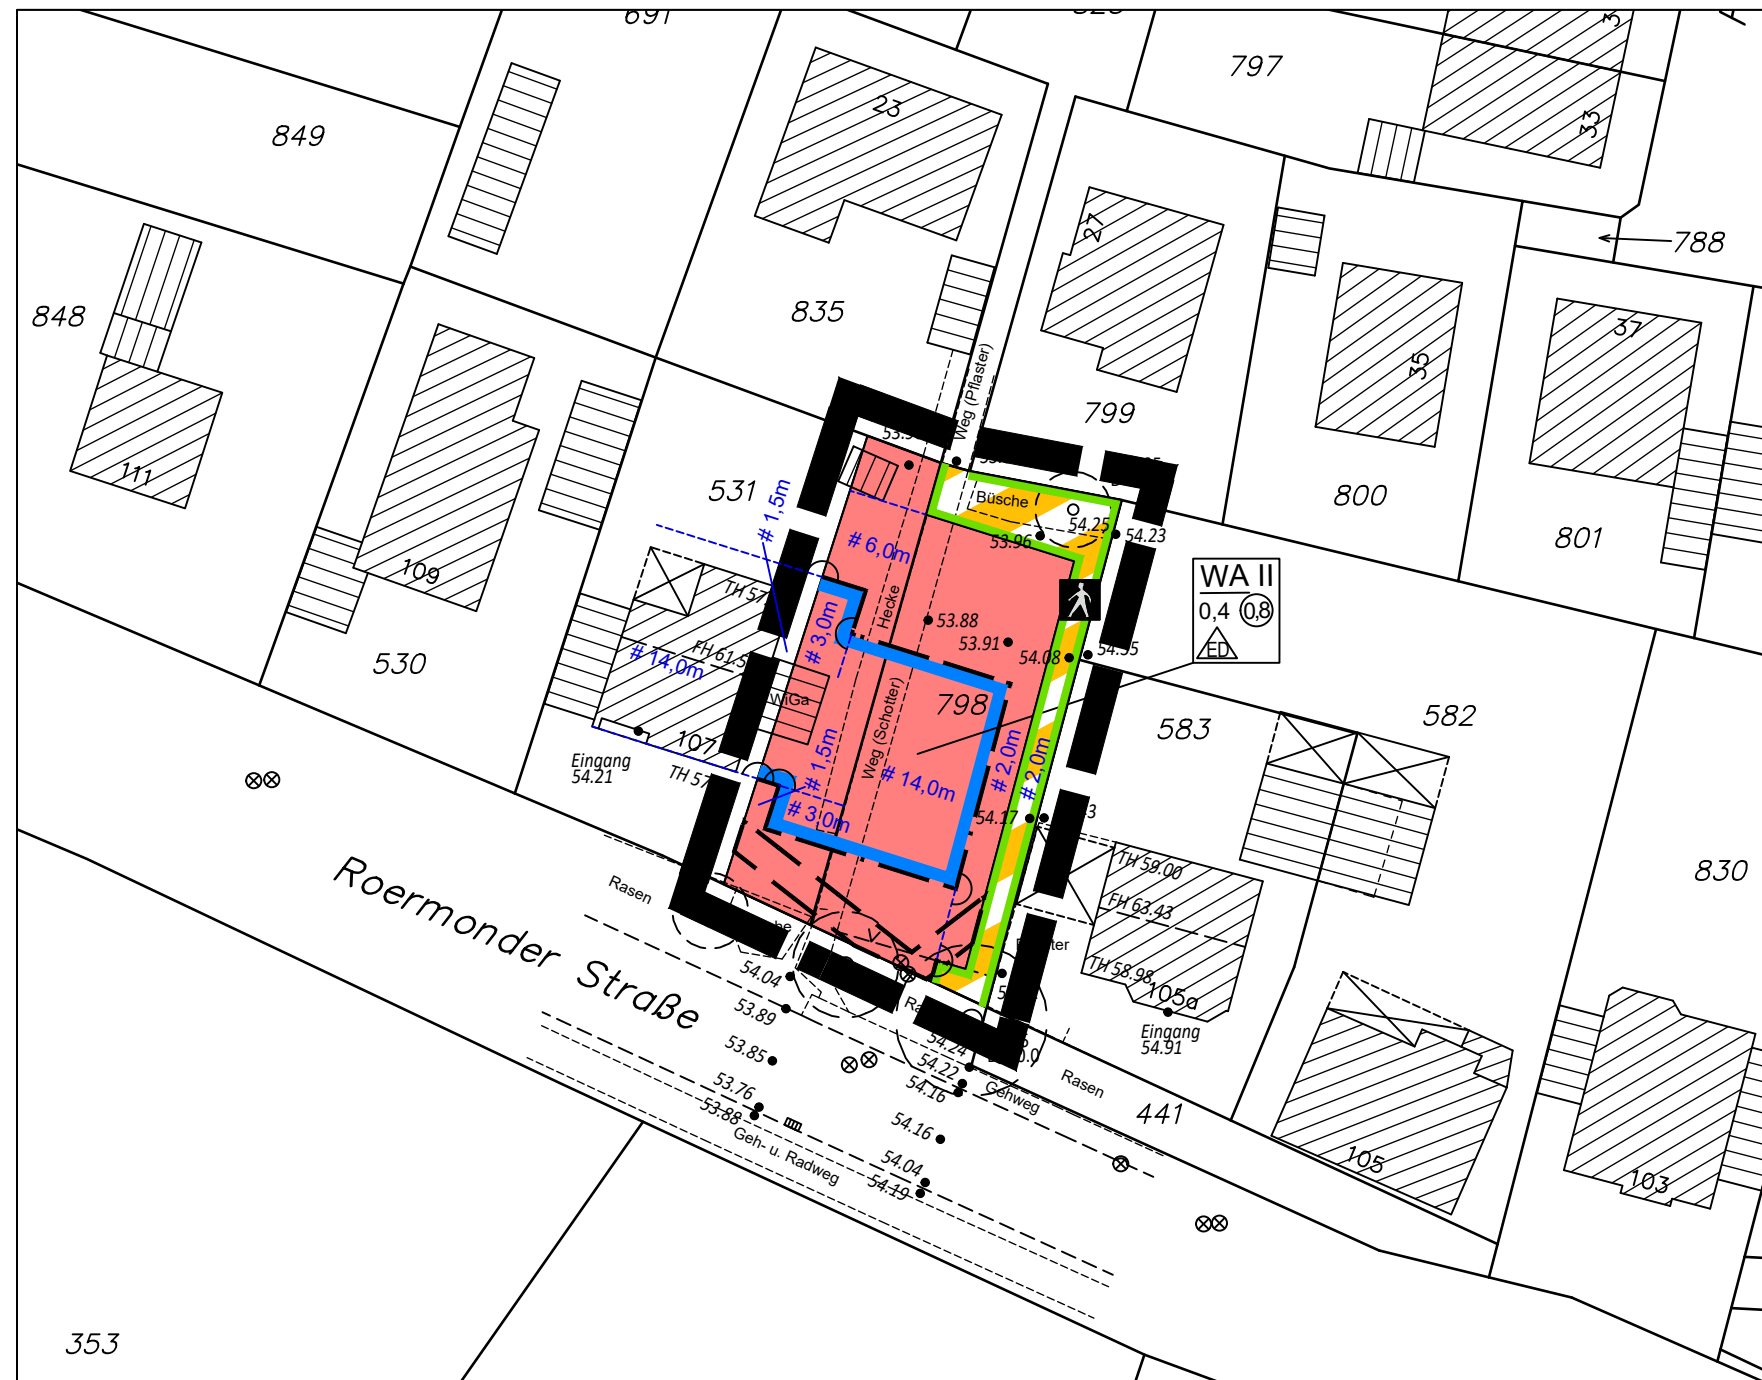 691
797
33
23
849
27
788
848
835
37
35
799
Weg (Pflaster)
111
531
# 1,5m
800
801
Büsche
54.25
54.23
53.96
# 6,0m
109
TH 57.
WA II
0,4 0,8
ED
Hecke
53.88
53.91
54.08
# 3,0m
FH 61.5
# 14,0m
530
WiGa
798
583
582
Weg (Schotter)
107
Eingang
54.21
TH 57
# 1,5m
# 14,0m
# 2,0m
# 2,0m
# 3,0m
54.17
TH 59.00
FH 63.43
TH 58.98
830
Roermonder Straße
Rasen
54.04
53.89
53.85
53.76
53.88
105a
Eingang
54.91
54.24
54.22
54.16
Gehweg
Rasen
441
54.16
54.04
54.19
Geh- u. Radweg
105
103
353